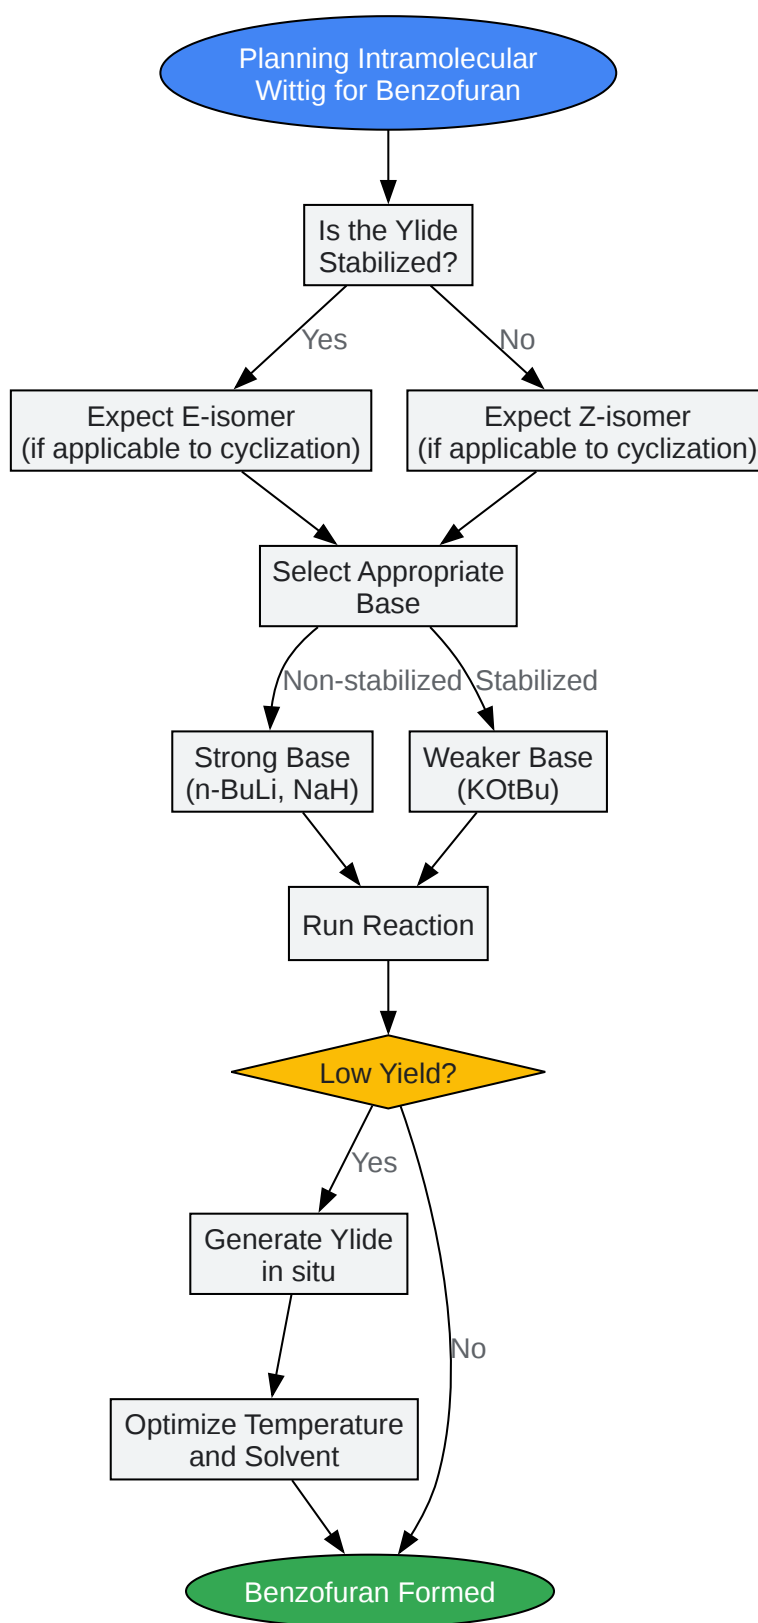 Planning Intramolecular
Wittig for Benzofuran
Is the Ylide
Stabilized?
Yes
No
Expect E-isomer
(if applicable to cyclization)
Expect Z-isomer
(if applicable to cyclization)
Select Appropriate
Base
Non-stabilized
Stabilized
Strong Base
(n-BuLi, NaH)
Weaker Base
(KOtBu)
Run Reaction
Low Yield?
Yes
Generate Ylide
in situ
No
Optimize Temperature
and Solvent
Benzofuran Formed